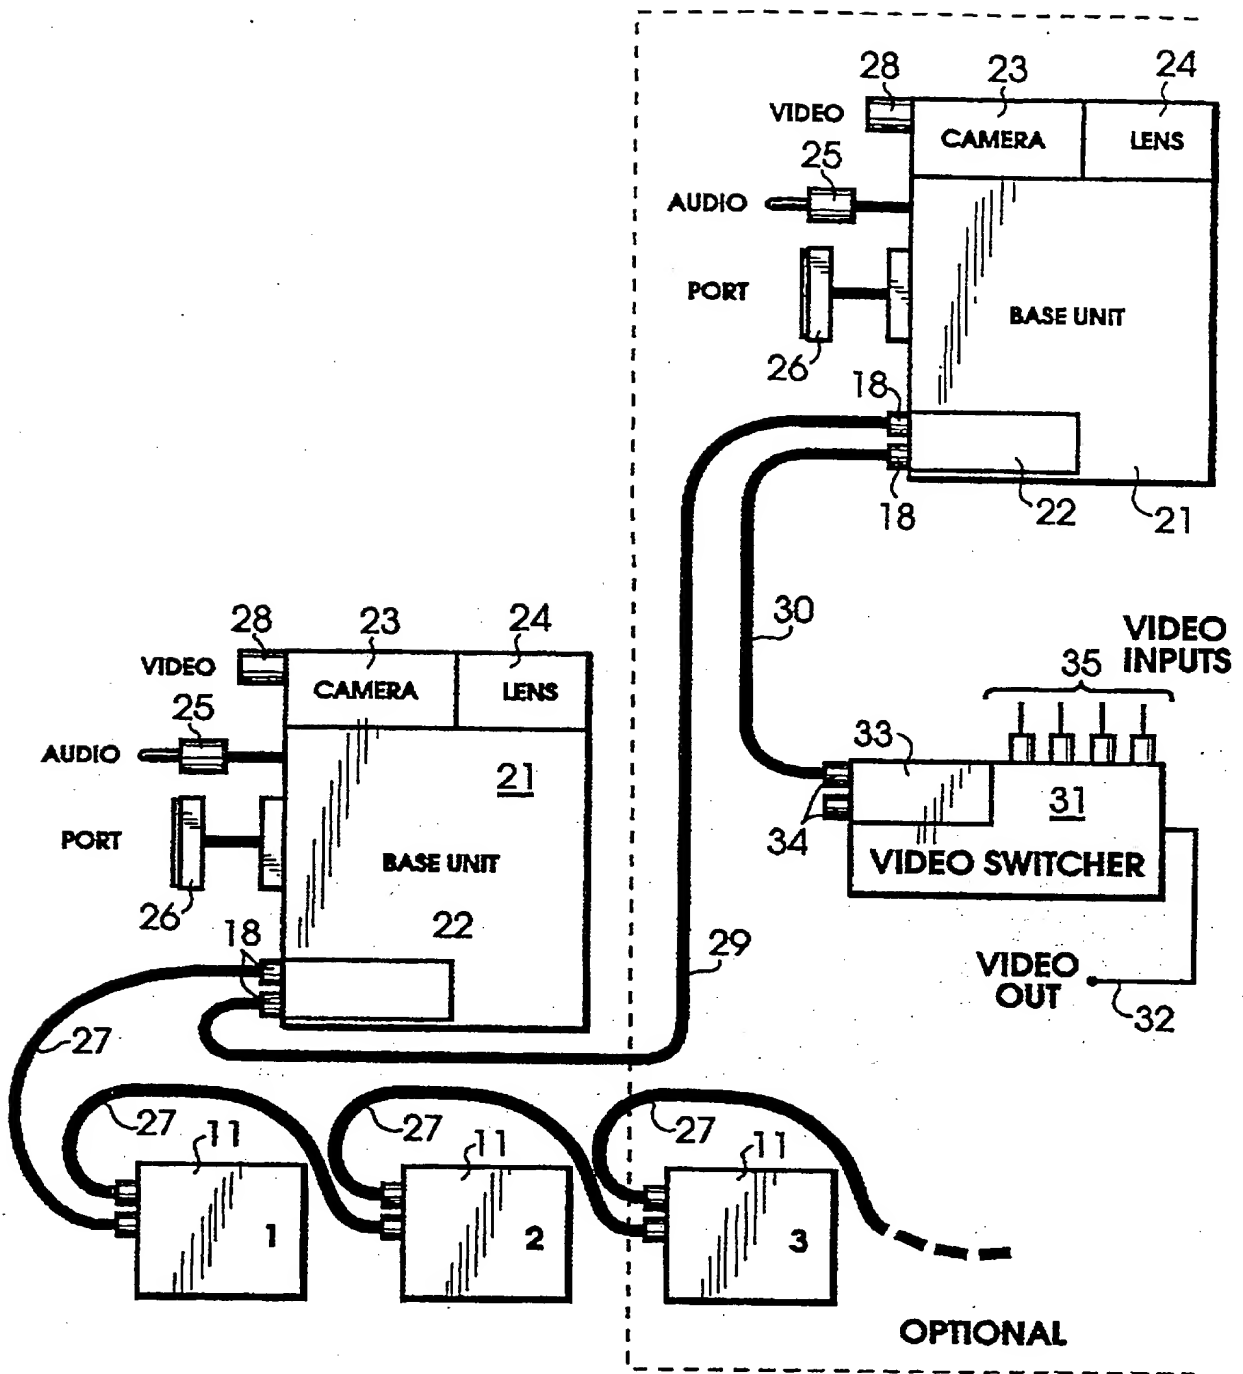 28
23
24
VIDEO
CAMERA
LENS
25
AUDIO
PORT
BASE UNIT
26
18
18
22
21
30
VIDEO
INPUTS
35
33
34
31
VIDEO SWITCHER
VIDEO
OUT
32
29
28
23
24
VIDEO
CAMERA
LENS
25
AUDIO
21
PORT
BASE UNIT
26
22
18
27
27
27
27
11
11
11
1
2
3
OPTIONAL